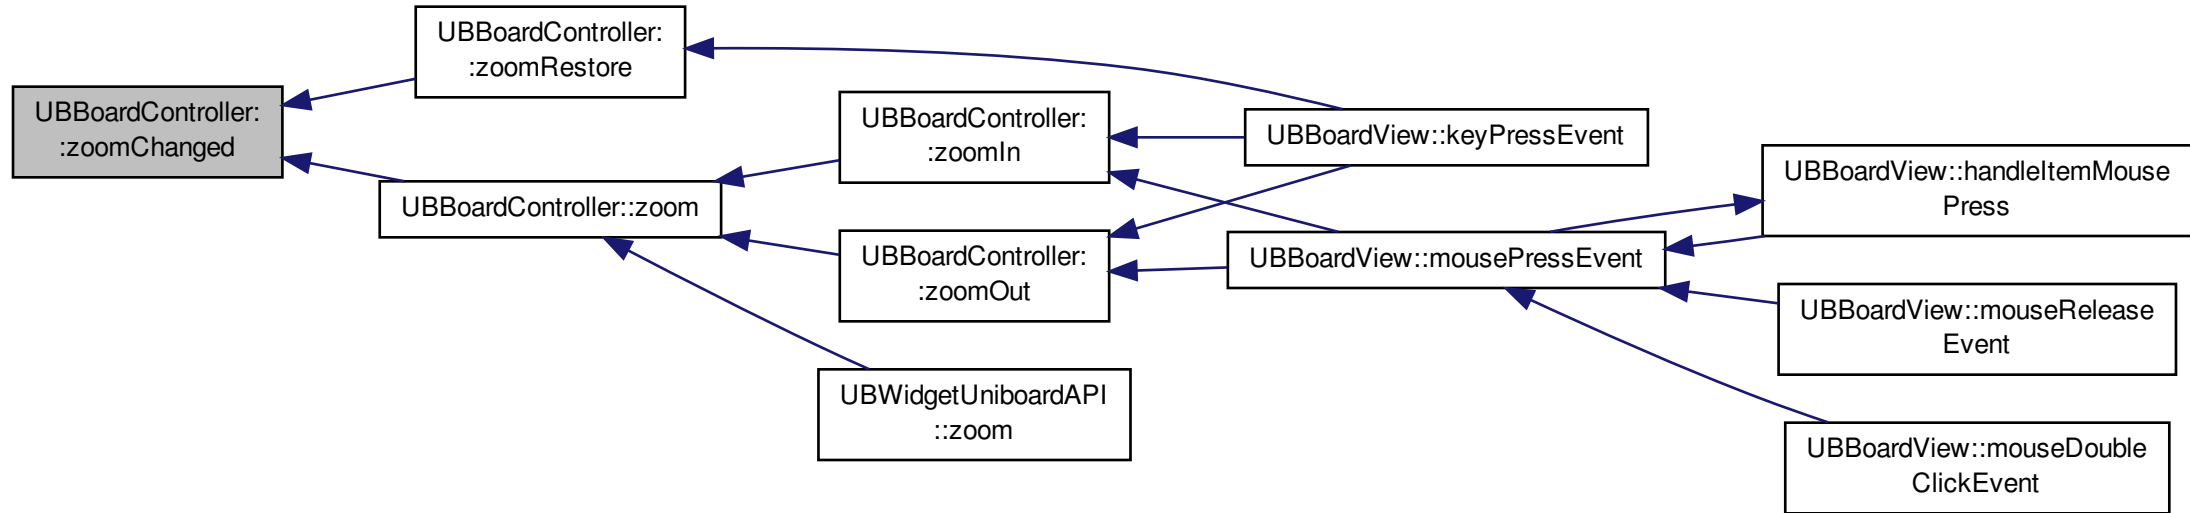 UBBoardController:
:zoomChanged
UBBoardController:
:zoomRestore
UBBoardController::zoom
UBBoardController:
:zoomIn
UBBoardController:
:zoomOut
UBWidgetUniboardAPI
::zoom
UBBoardView::keyPressEvent
UBBoardView::mousePressEvent
UBBoardView::handleItemMouse
Press
UBBoardView::mouseRelease
Event
UBBoardView::mouseDouble
ClickEvent